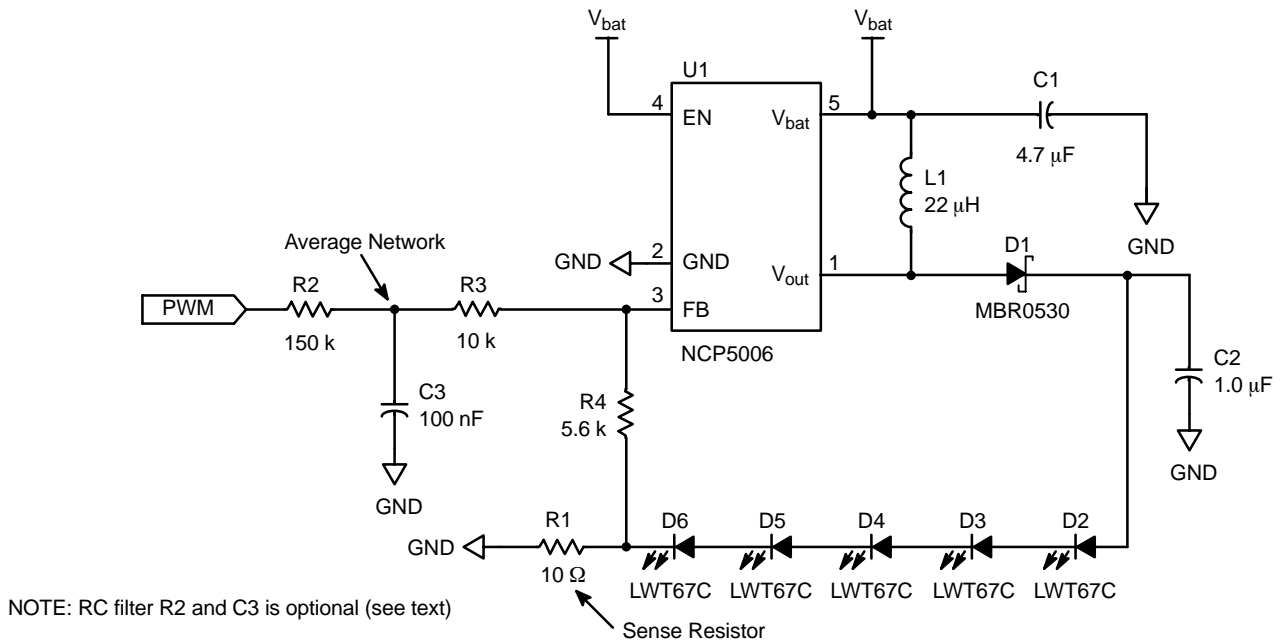 Vbat
Vbat
U1
C1
4
EN
Vbat
5
4.7 μF
L1
22 μH
GND
Average Network
GND
2
GND
D1
Vout
1
R2
R3
3
FB
MBR0530
PWM
150 k
10 k
NCP5006
C2
1.0 μF
C3
100 nF
R4
5.6 k
GND
GND
R1
D6
D5
D4
D3
D2
GND
10 Ω
LWT67C
LWT67C
LWT67C
LWT67C
LWT67C
NOTE: RC filter R2 and C3 is optional (see text)
Sense Resistor